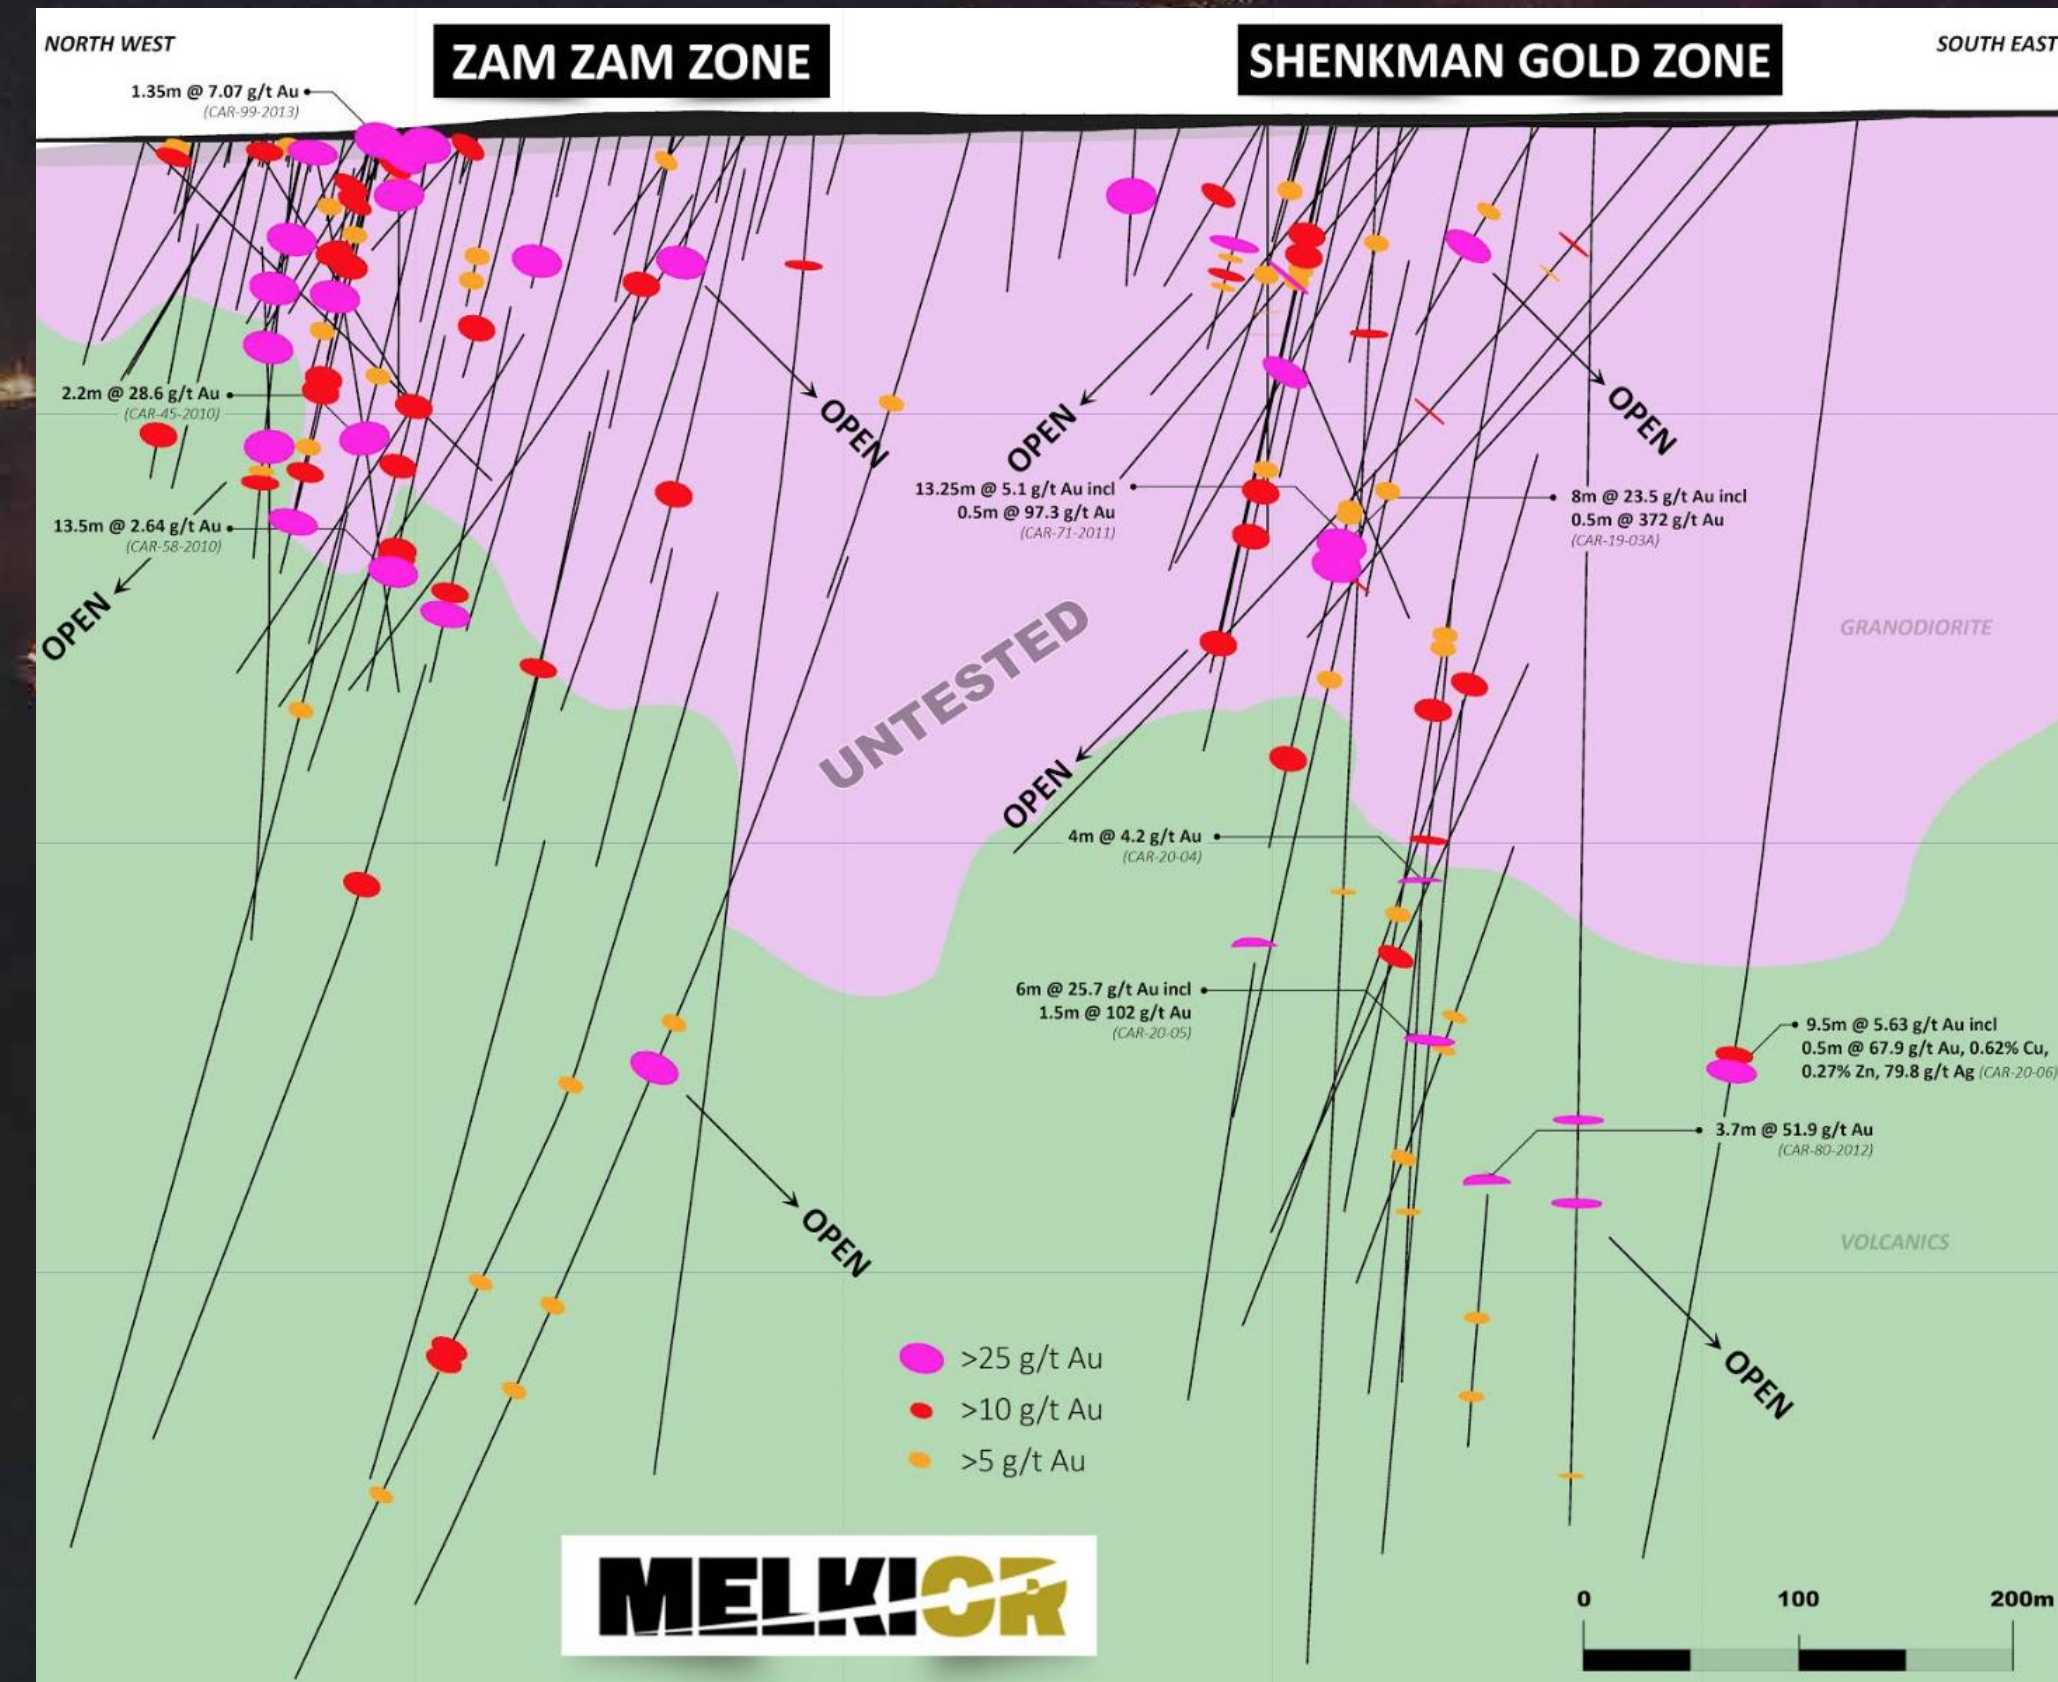 NORTH WEST
ZAM ZAM ZONE
SHENKMAN GOLD ZONE
SOUTH EAST
1.35m @ 7.07 g/t Au
(CAR-99-2013)
2.2m @ 28.6 g/t Au
(CAR-45-2010)
OPEN
OPEN
OPEN
13.25m @ 5.1 g/t Au incl
0.5m @ 97.3 g/t Au
(CAR-71-2011)
8m @ 23.5 g/t Au incl
0.5m @ 372 g/t Au
(CAR-19-03A)
13.5m @ 2.64 g/t Au
(CAR-58-2010)
OPEN
UNTESTED
GRANODIORITE
OPEN
4m @ 4.2 g/t Au
(CAR-20-04)
6m @ 25.7 g/t Au incl
1.5m @ 102 g/t Au
(CAR-20-05)
9.5m @ 5.63 g/t Au incl
0.5m @ 67.9 g/t Au, 0.62% Cu,
0.27% Zn, 79.8 g/t Ag (CAR-20-06)
3.7m @ 51.9 g/t Au
(CAR-80-2012)
OPEN
VOLCANICS
OPEN
>25 g/t Au
>10 g/t Au
>5 g/t Au
MELKIOR
0 100 200m